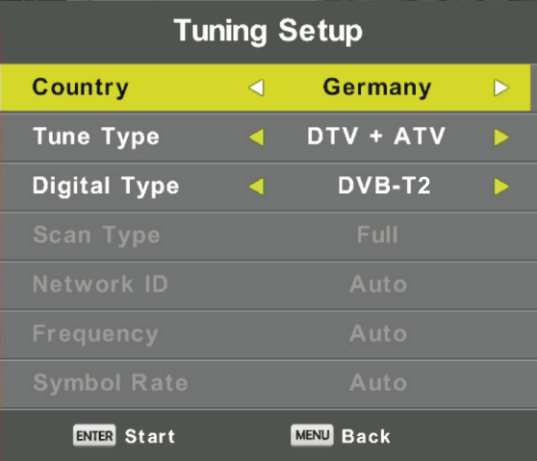 Tuning Setup
Country Germany
Tune Type DTV + ATV
Digital Type DVB-T2
Scan Type Full
Network ID Auto
Frequency Auto
Symbol Rate Auto
ENTER Start MENU Back